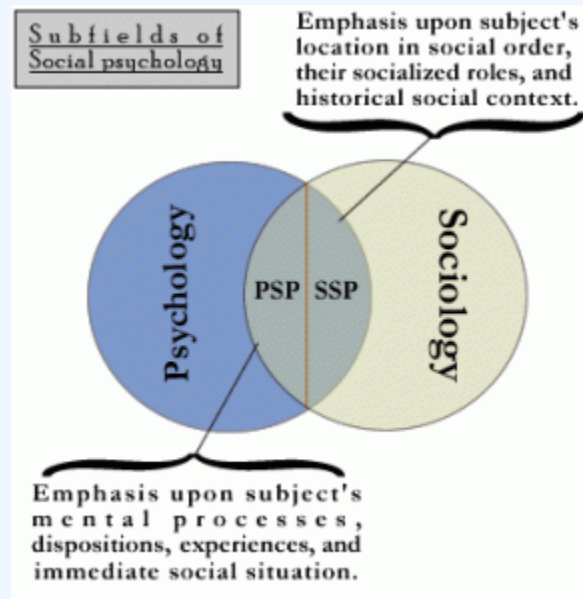 Subfields of
Social psychology
Emphasis upon subject's
location in social order,
their socialized roles, and
historical social context.
Psychology
PSP
SSP
Sociology
Emphasis upon subject's
mental processes,
dispositions, experiences, and
immediate social situation.